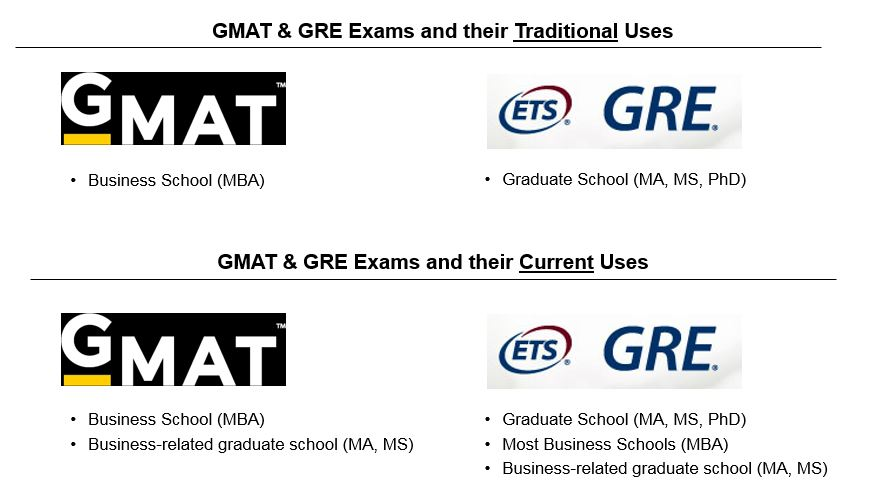 GMAT & GRE Exams and their Traditional Uses
GMAT™
ETS® GRE®
• Business School (MBA)
• Graduate School (MA, MS, PhD)
GMAT & GRE Exams and their Current Uses
GMAT™
ETS® GRE®
• Business School (MBA)
• Business-related graduate school (MA, MS)
• Graduate School (MA, MS, PhD)
• Most Business Schools (MBA)
• Business-related graduate school (MA, MS)